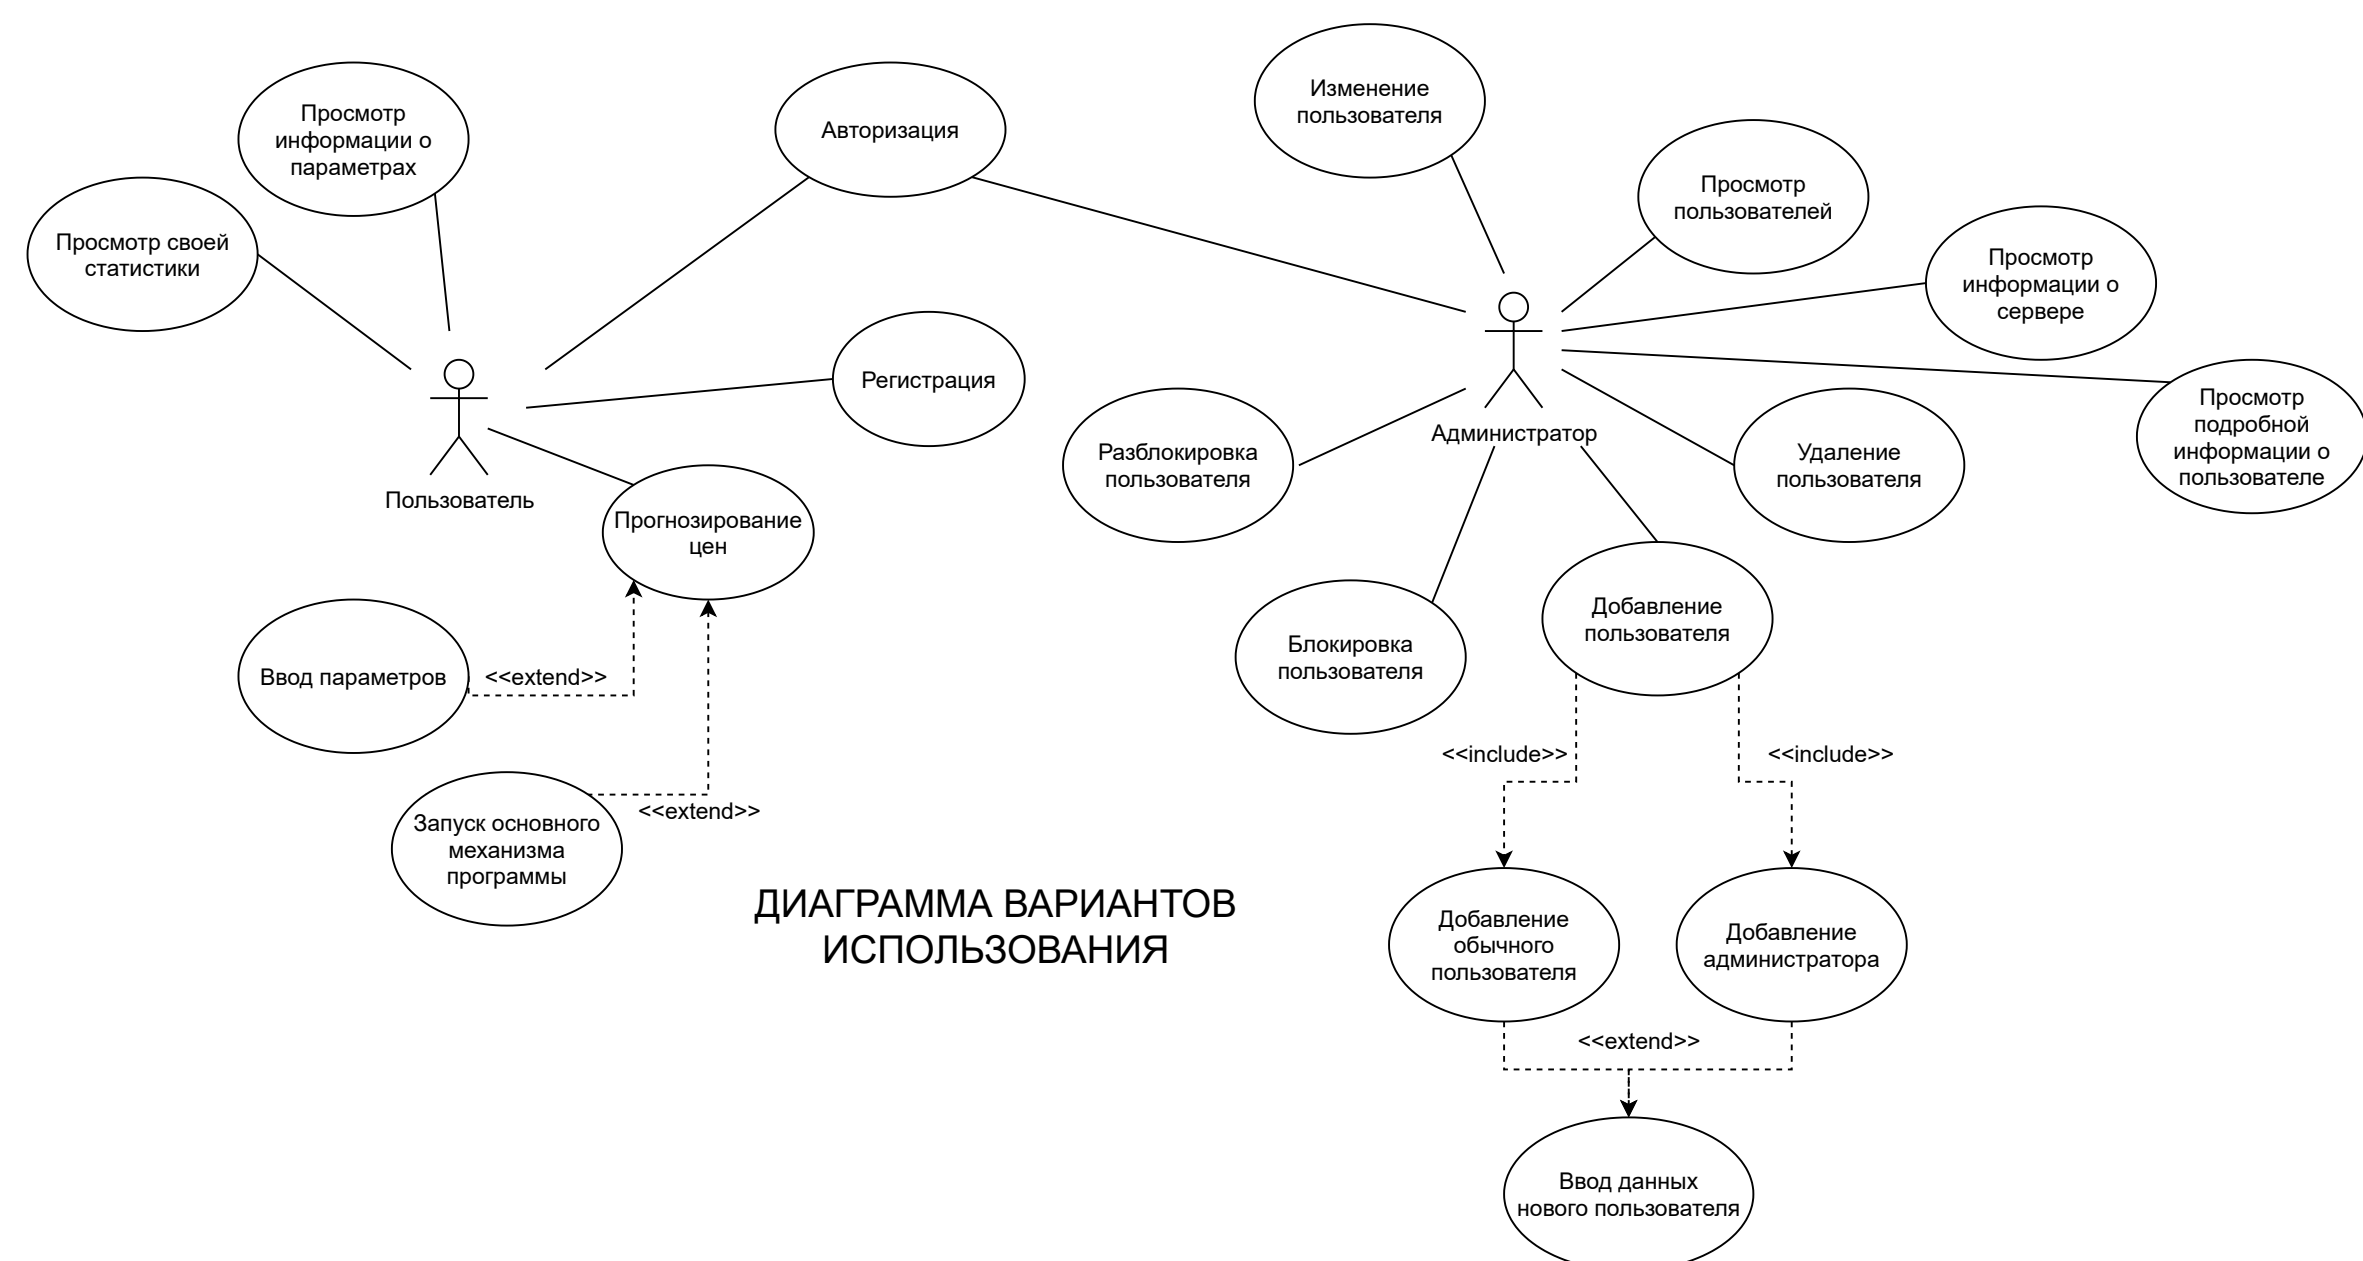 Изменение
пользователя
Просмотр
информации о
параметрах
Авторизация
Просмотр
пользователей
Просмотр своей
статистики
Просмотр
информации о
сервере
Регистрация
Просмотр
подробной
информации о
пользователе
Администратор
Разблокировка
пользователя
Удаление
пользователя
Пользователь
Прогнозирование
цен
Добавление
пользователя
Блокировка
пользователя
Ввод параметров
<<extend>>
<<include>>
<<include>>
<<extend>>
Запуск основного
механизма
программы
ДИАГРАММА ВАРИАНТОВ
ИСПОЛЬЗОВАНИЯ
Добавление
обычного
пользователя
Добавление
администратора
<<extend>>
Ввод данных
нового пользователя